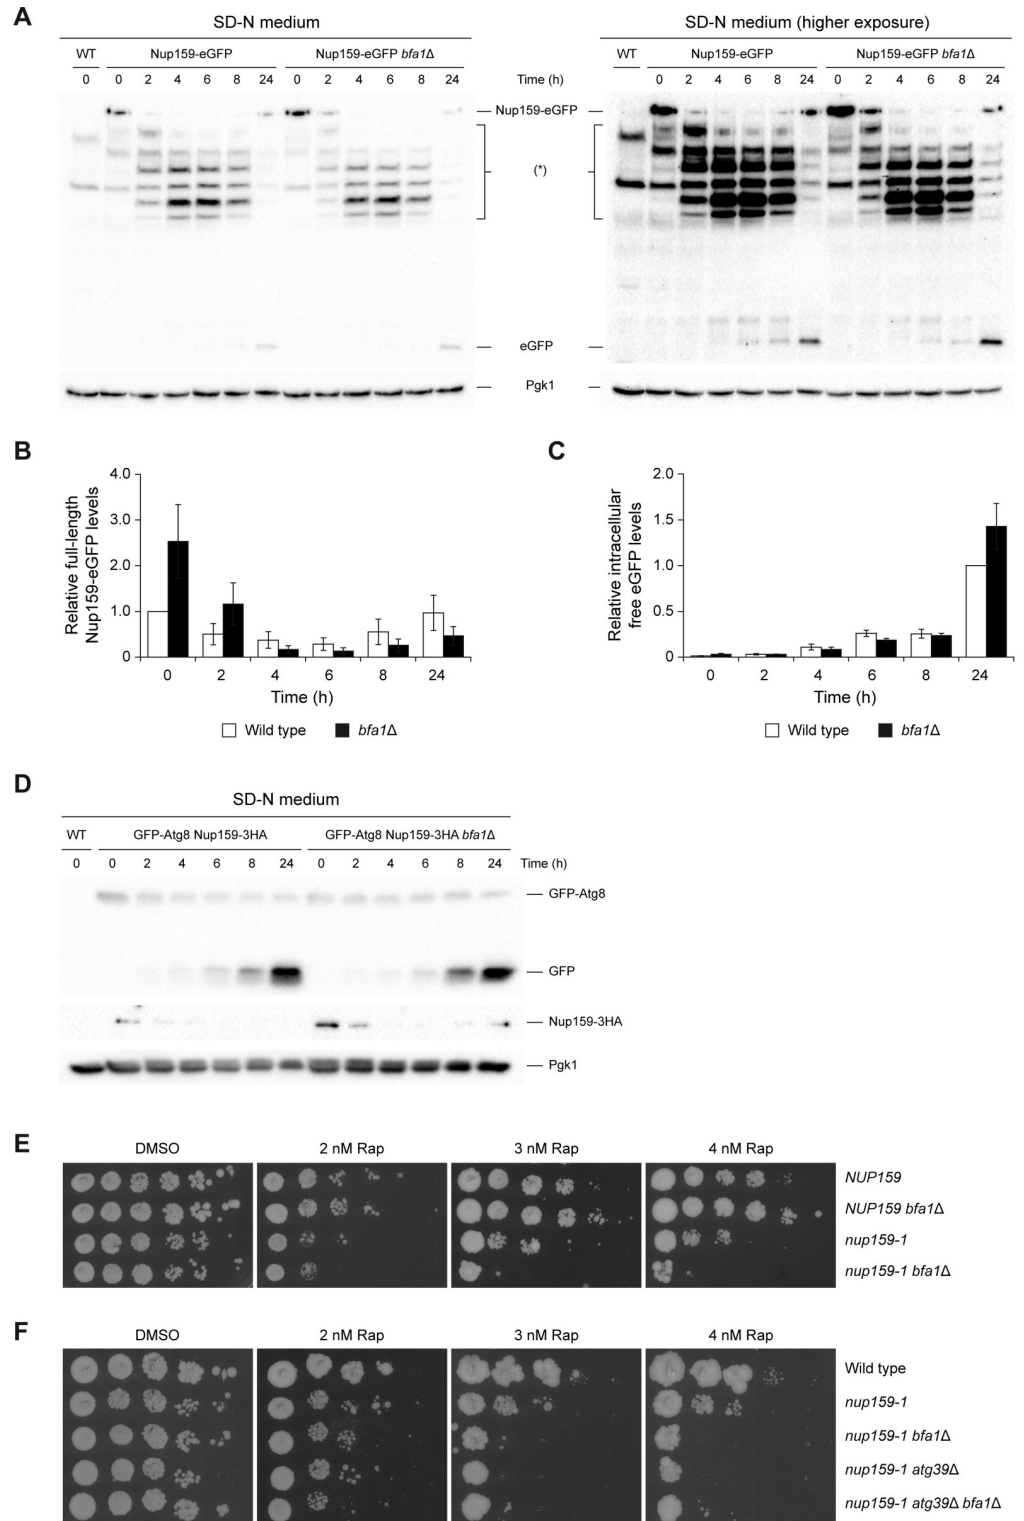 A
SD-N medium
SD-N medium (higher exposure)
WT Nup159-eGFP Nup159-eGFP bfa1Δ
WT Nup159-eGFP Nup159-eGFP bfa1Δ
0 0 2 4 6 8 24 0 2 4 6 8 24 Time (h) 0 0 2 4 6 8 24 0 2 4 6 8 24
Nup159-eGFP
(*)
eGFP
Pgk1
B
Relative full-length
Nup159-eGFP levels
4.0
3.0
2.0
1.0
0
0 2 4 6 8 24
Time (h)
Wild type bfa1Δ
C
Relative intracellular
free eGFP levels
2.0
1.5
1.0
0.5
0
0 2 4 6 8 24
Time (h)
Wild type bfa1Δ
D
SD-N medium
WT GFP-Atg8 Nup159-3HA GFP-Atg8 Nup159-3HA bfa1Δ
0 0 2 4 6 8 24 0 2 4 6 8 24 Time (h)
GFP-Atg8
GFP
Nup159-3HA
Pgk1
E
DMSO 2 nM Rap 3 nM Rap 4 nM Rap
NUP159
NUP159 bfa1Δ
nup159-1
nup159-1 bfa1Δ
F
DMSO 2 nM Rap 3 nM Rap 4 nM Rap
Wild type
nup159-1
nup159-1 bfa1Δ
nup159-1 atg39Δ
nup159-1 atg39Δ bfa1Δ